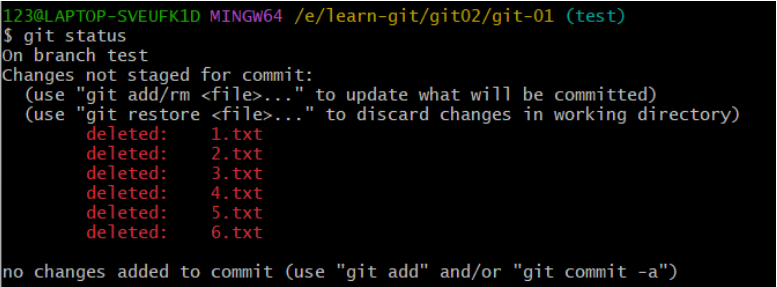 123@LAPTOP-SVEUFK1D MINGW64 /e/learn-git/git02/git-01 (test)
$ git status
On branch test
Changes not staged for commit:
  (use "git add/rm <file>..." to update what will be committed)
  (use "git restore <file>..." to discard changes in working directory)
        deleted:    1.txt
        deleted:    2.txt
        deleted:    3.txt
        deleted:    4.txt
        deleted:    5.txt
        deleted:    6.txt
no changes added to commit (use "git add" and/or "git commit -a")